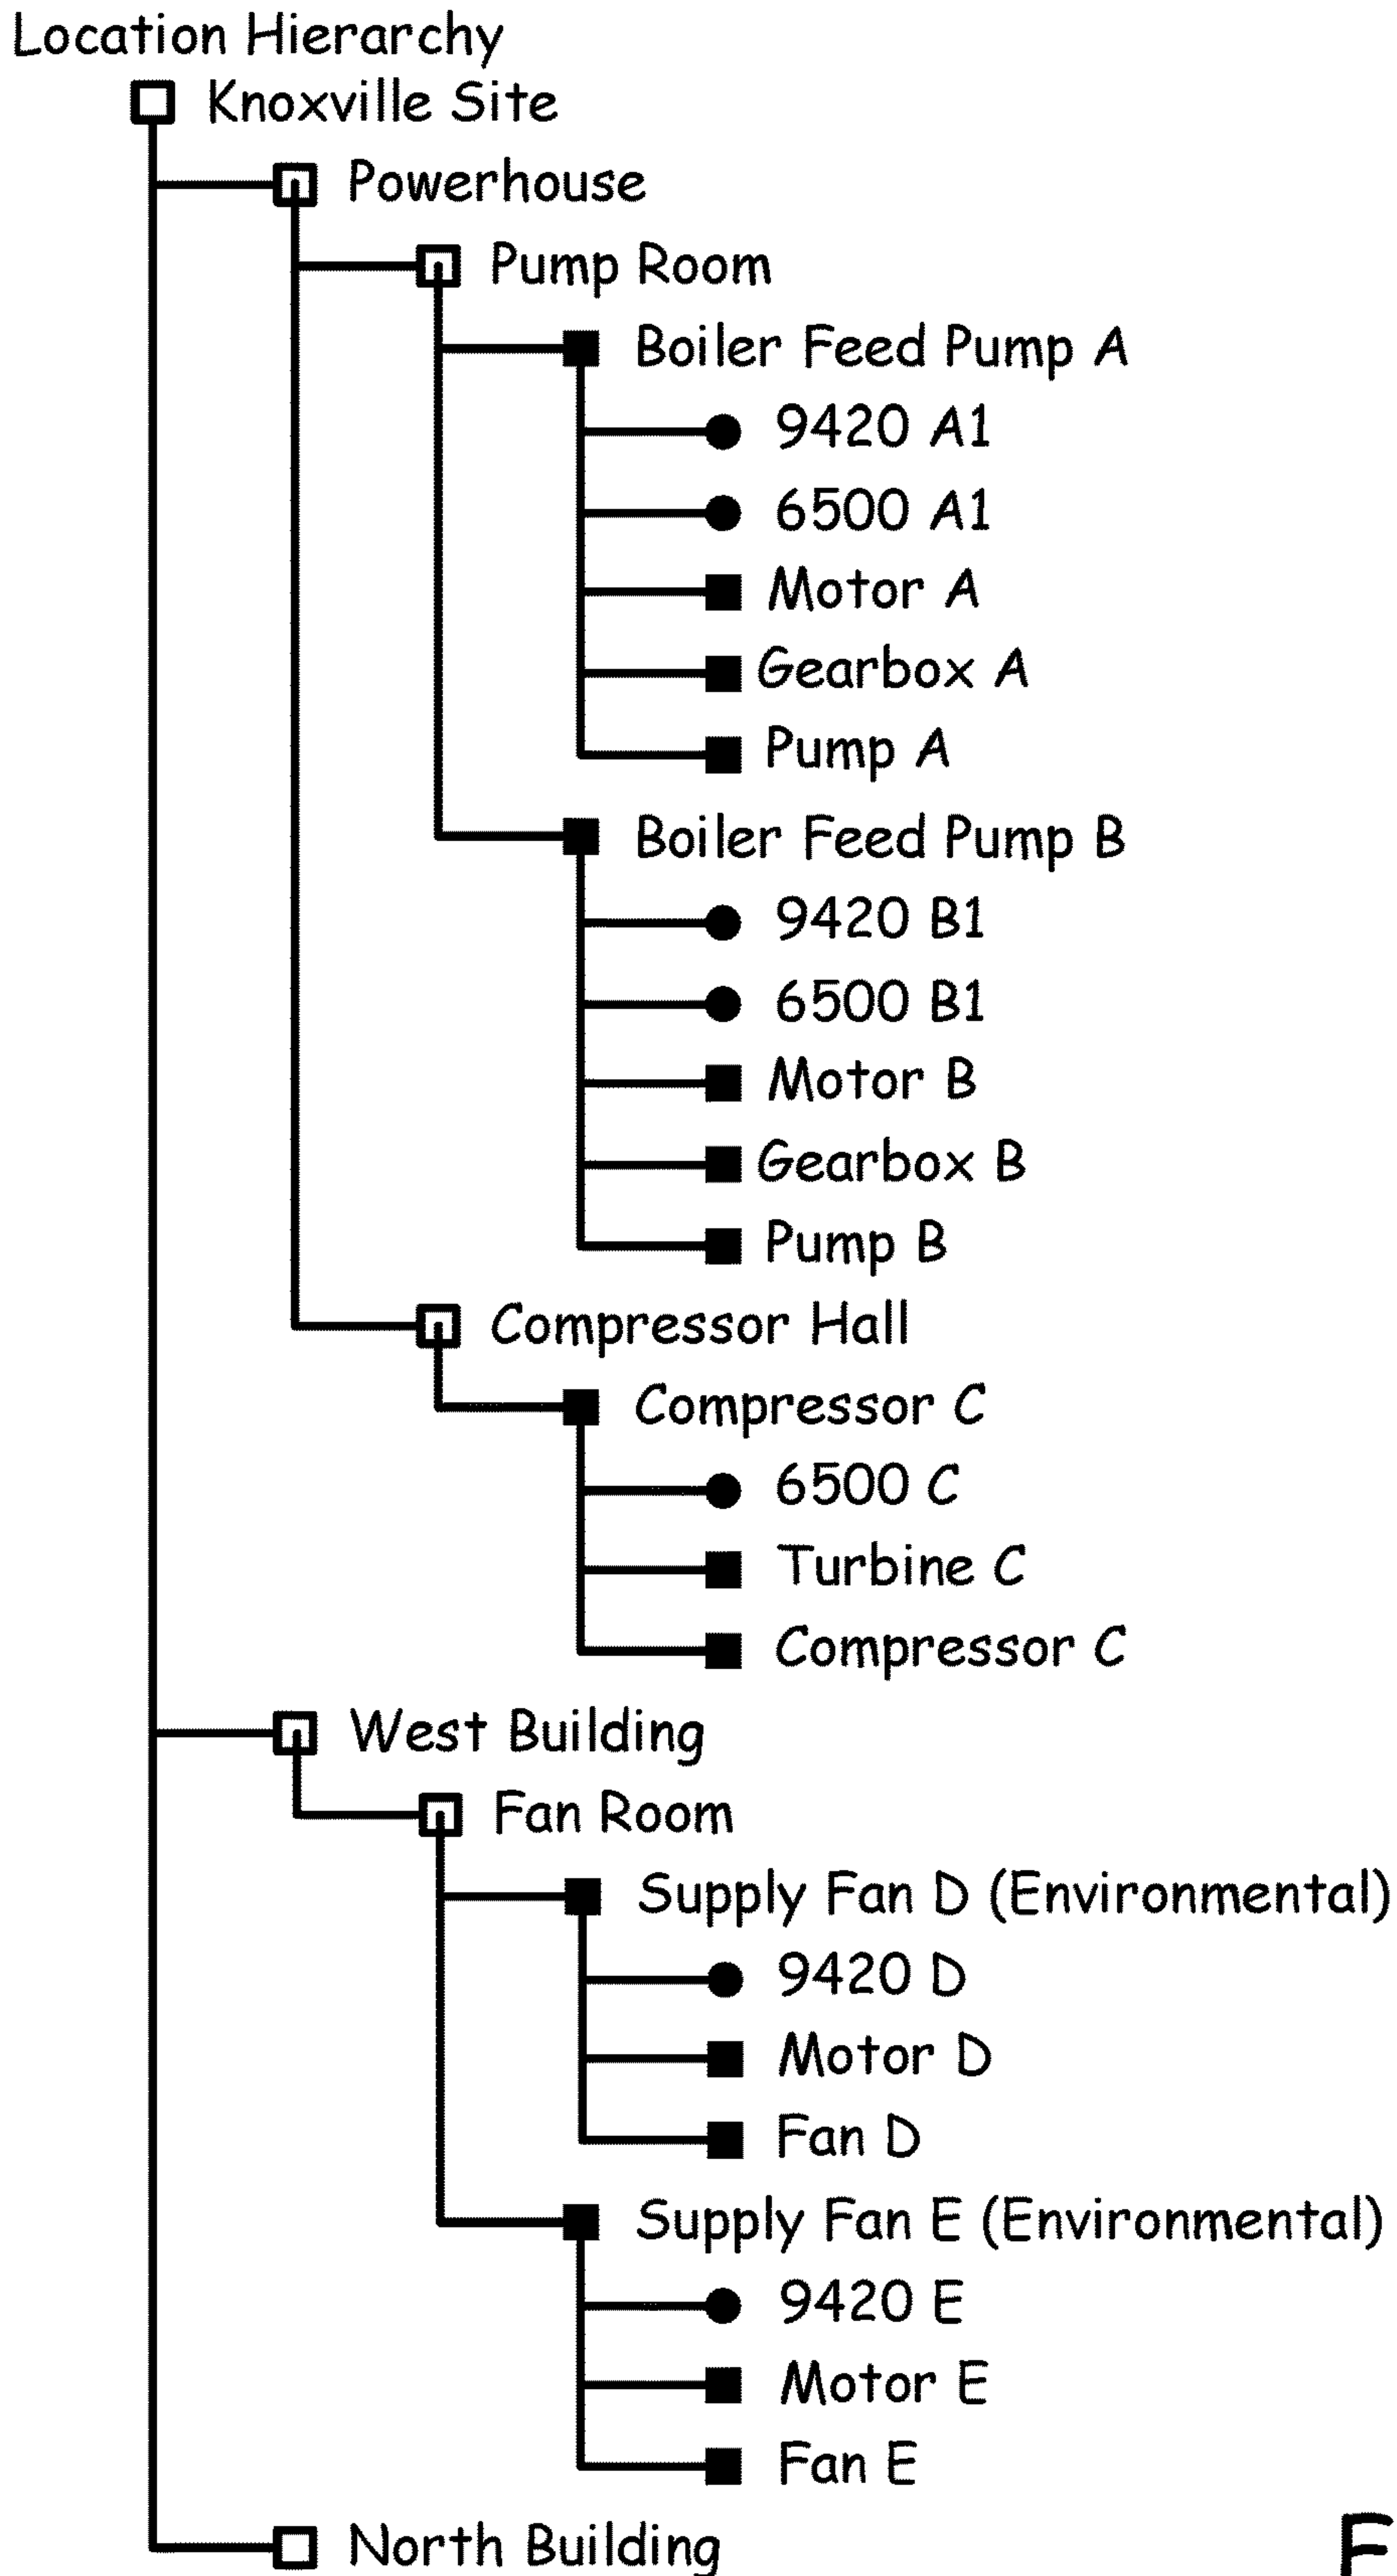 Location Hierarchy
Knoxville Site
Powerhouse
Pump Room
Boiler Feed Pump A
9420 A1
6500 A1
Motor A
Gearbox A
Pump A
Boiler Feed Pump B
9420 B1
6500 B1
Motor B
Gearbox B
Pump B
Compressor Hall
Compressor C
6500 C
Turbine C
Compressor C
West Building
Fan Room
Supply Fan D (Environmental)
9420 D
Motor D
Fan D
Supply Fan E (Environmental)
9420 E
Motor E
Fan E
North Building